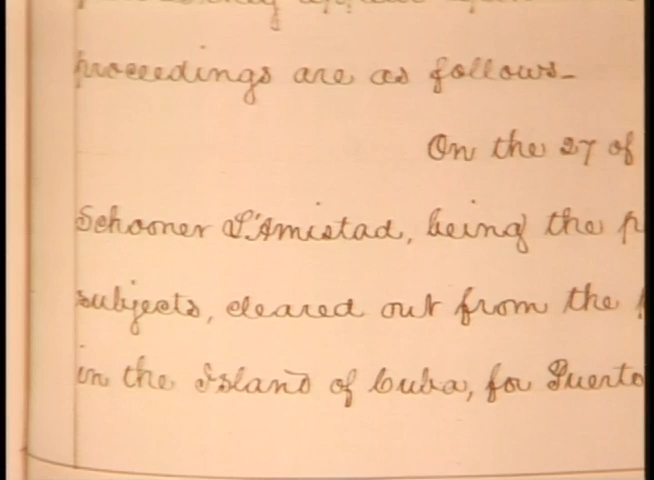 proceedings are as follows-
On the 27 of
Schooner L'Amistad, being the p
subjects, cleared out from the
in the Island of Cuba, for Puerto